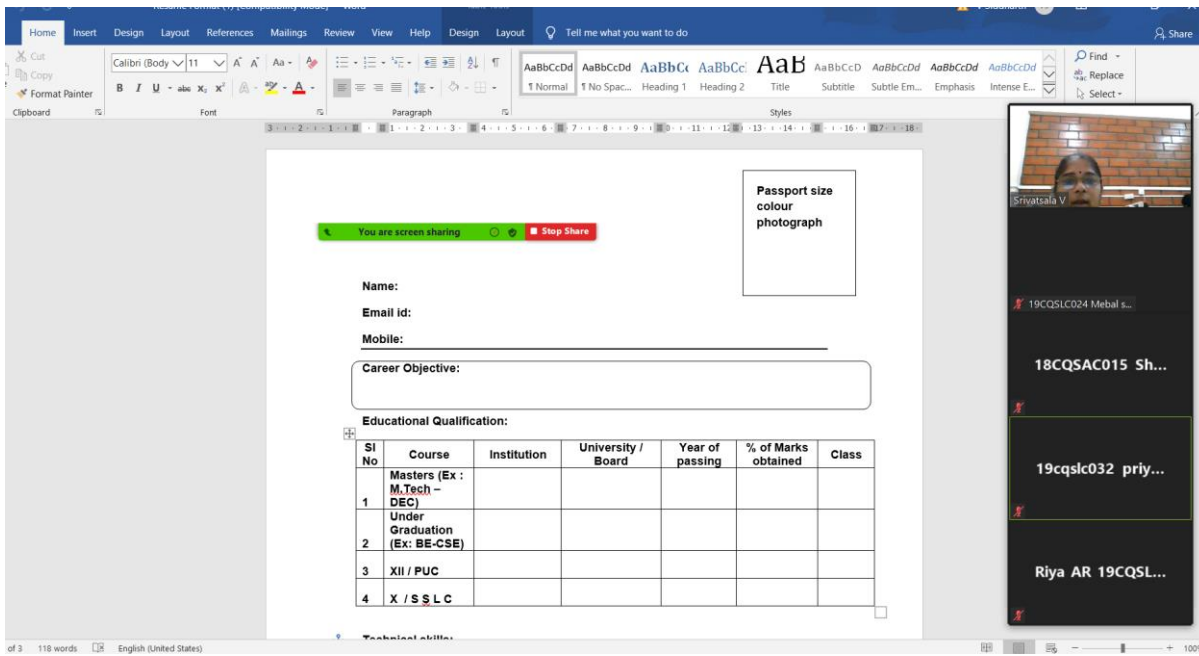 Home Insert Design Layout References Mailings Review View Help Design Layout Tell me what you want to do Share
Cut
Copy
Format Painter
Calibri (Body 11
Find
Replace
Select
B I U abc X₂ X² A A
AaBbCcDd AaBbCcDd AaBbCc AaBbCc AaB AaBbCcD AaBbCcDd AaBbCcDd AaBbCcDd
¶ Normal ¶ No Spac... Heading 1 Heading 2 Title Subtitle Subtle Em... Emphasis Intense E...
Clipboard Font Paragraph Styles
Passport size
colour
photograph
You are screen sharing Stop Share
Name:
Email id:
Mobile:
Career Objective:
Educational Qualification:
Sl No Course Institution University / Board Year of passing % of Marks obtained Class
1 Masters (Ex : M.Tech – DEC)
2 Under Graduation (Ex: BE-CSE)
3 XII / PUC
4 X / S S L C
Technical skills:
Srivatsala V
19CQSLC024 Mebal s...
18CQSAC015 Sh...
19cqslc032 priy...
Riya AR 19CQSL...
of 3 118 words English (United States)